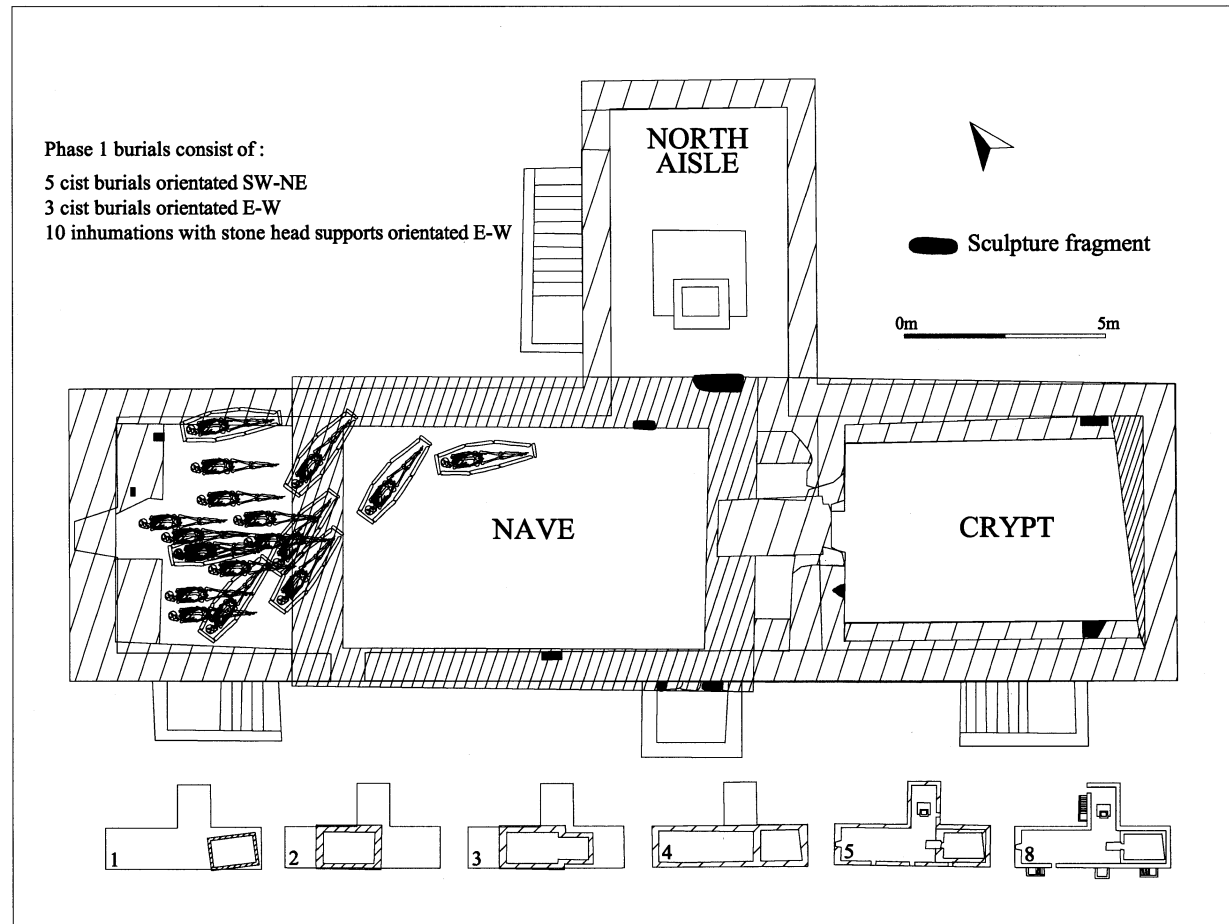 Phase 1 burials consist of :
5 cist burials orientated SW-NE
3 cist burials orientated E-W
10 inhumations with stone head supports orientated E-W
NORTH
AISLE
Sculpture fragment
0m 5m
NAVE
CRYPT
1 2 3 4 5 8